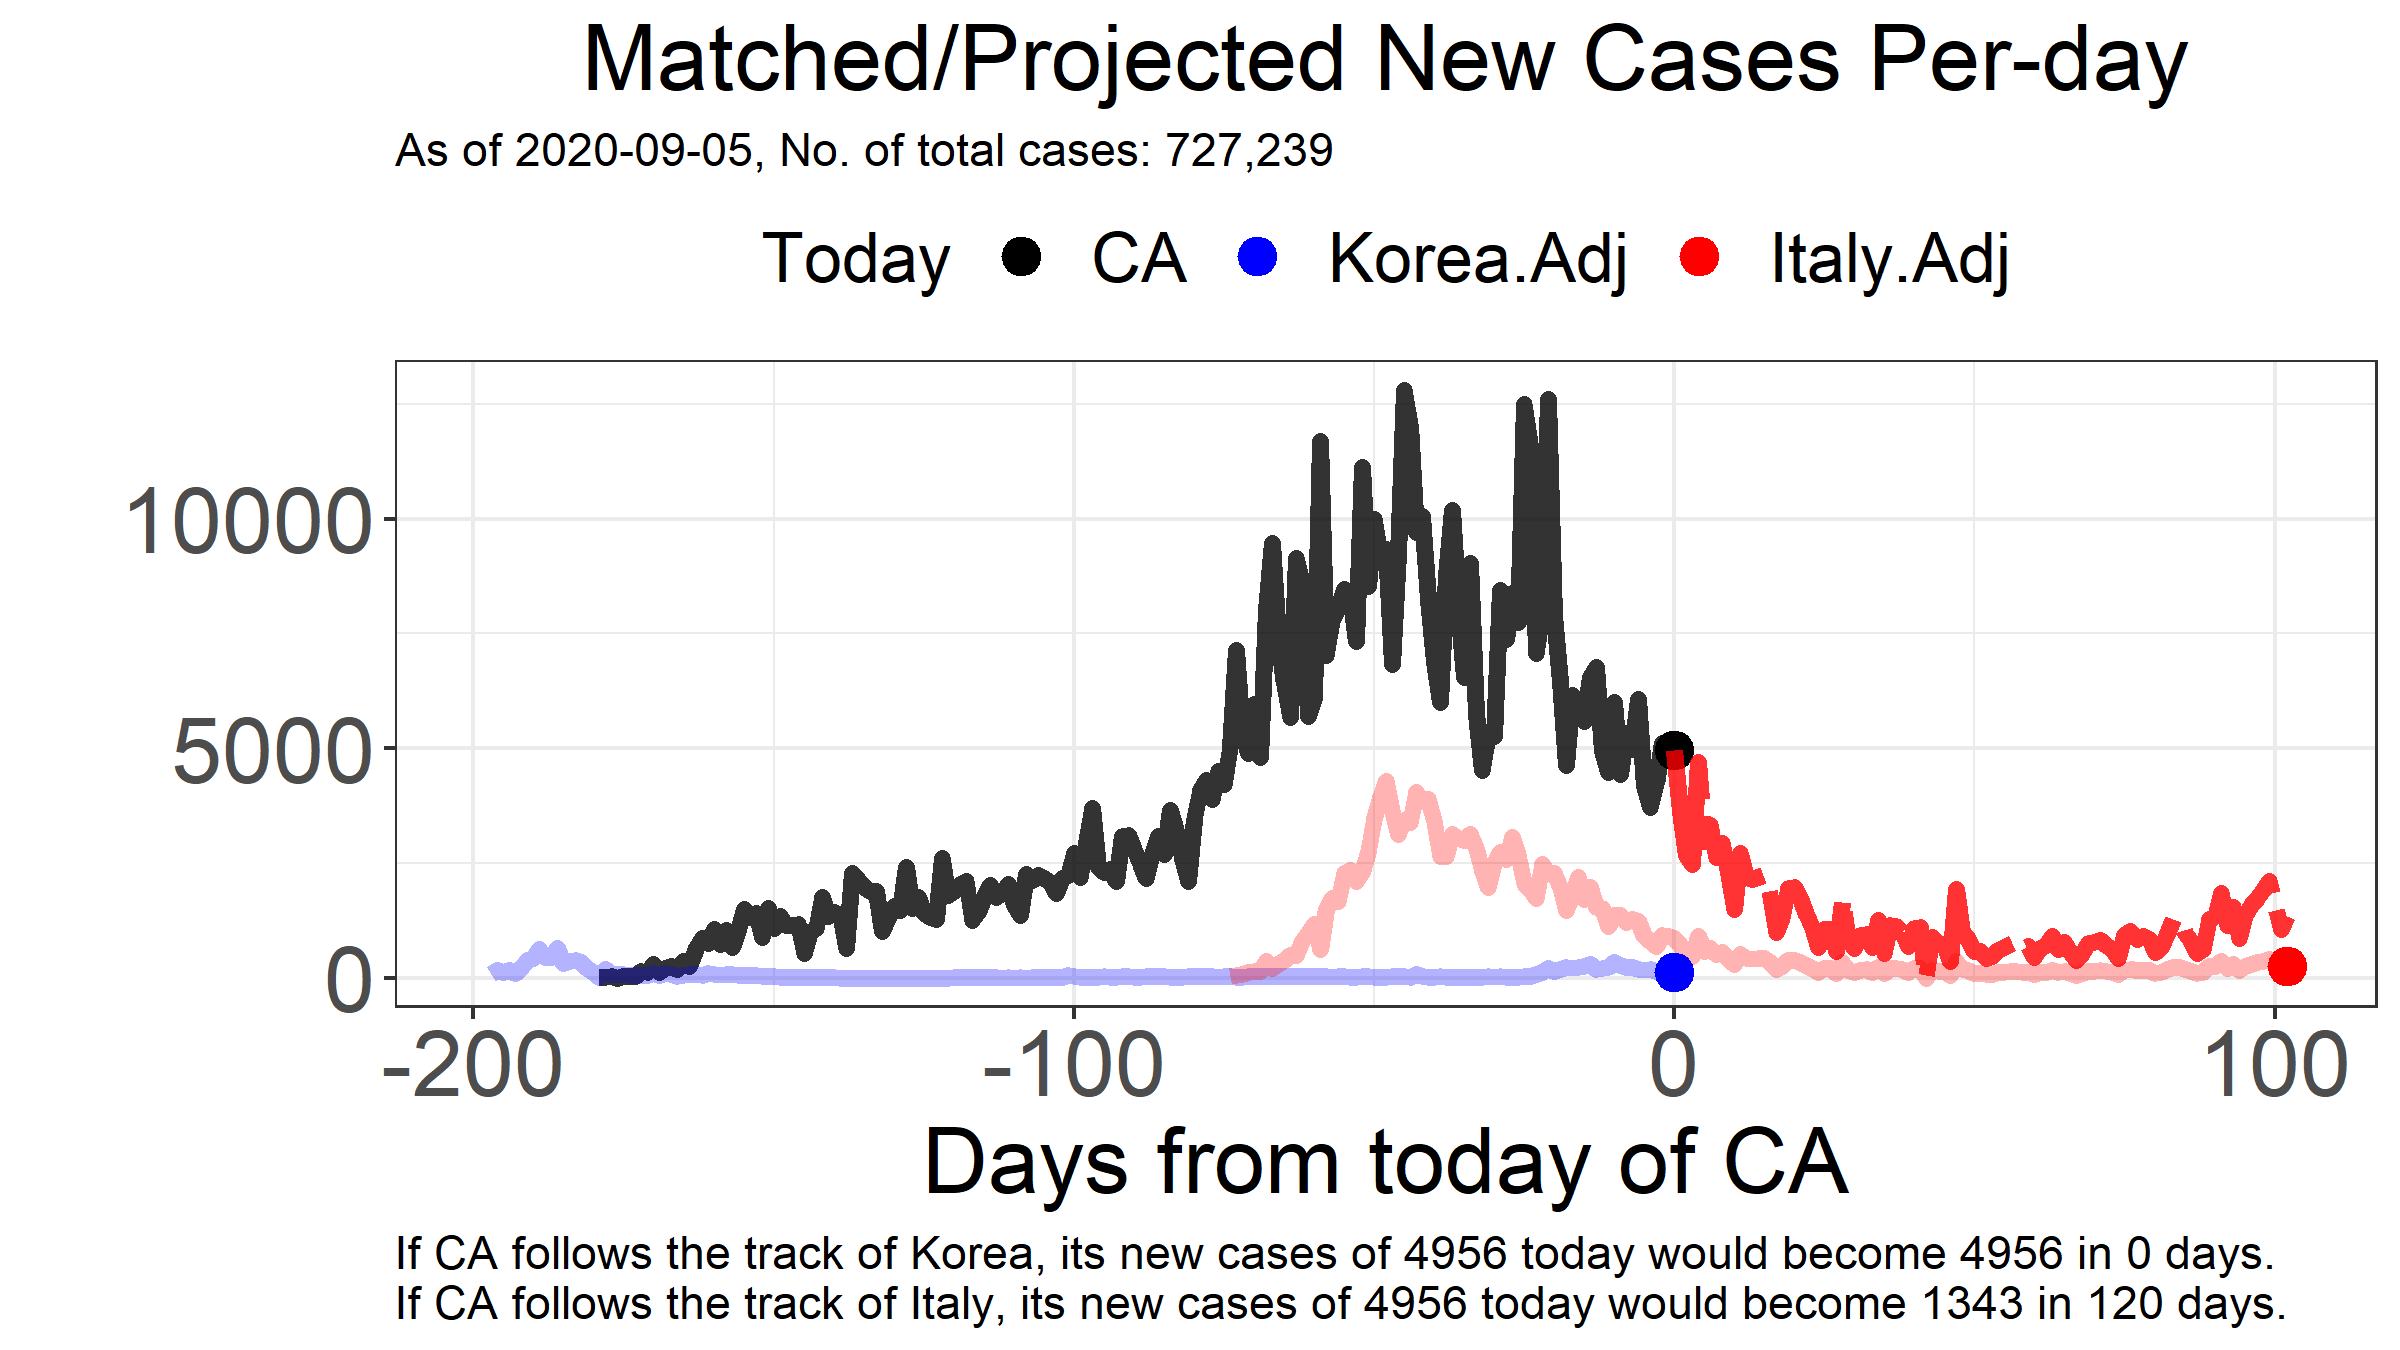 Matched/Projected New Cases Per-day
As of 2020-09-05, No. of total cases: 727,239
Today CA Korea.Adj Italy.Adj
10000
5000
0
-200 -100 0 100
Days from today of CA
If CA follows the track of Korea, its new cases of 4956 today would become 4956 in 0 days.
If CA follows the track of Italy, its new cases of 4956 today would become 1343 in 120 days.